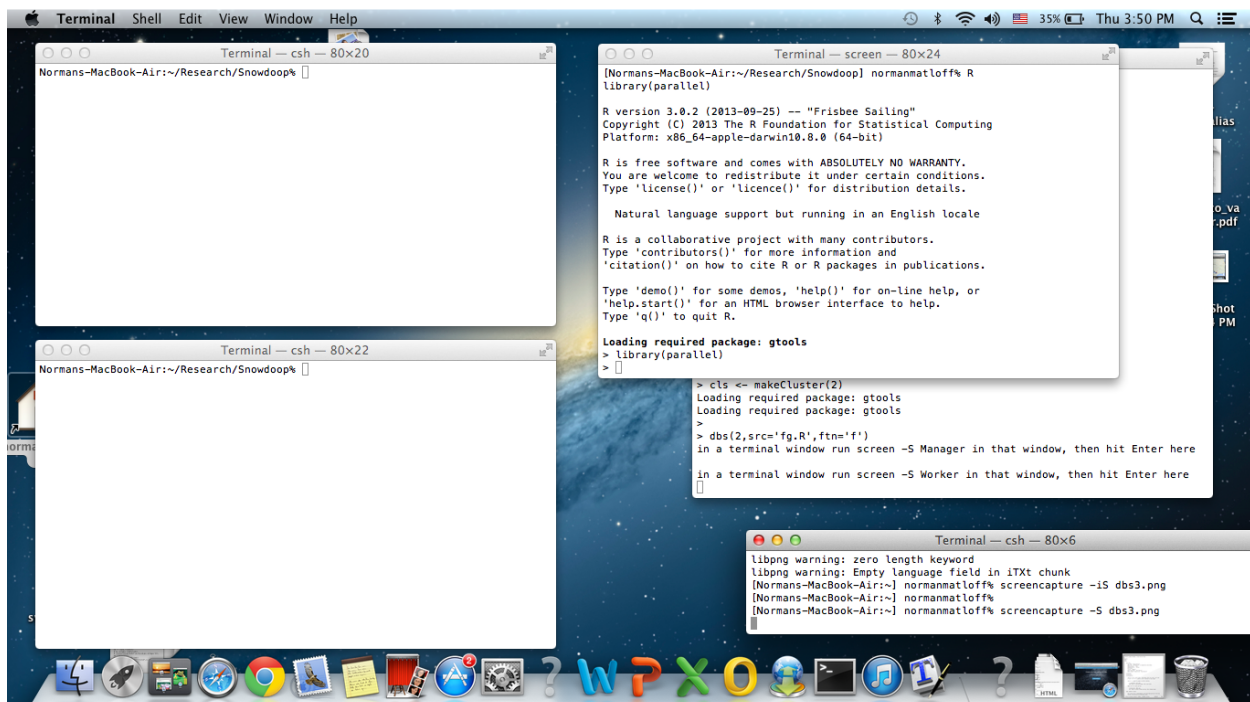 Terminal Shell Edit View Window Help 35% Thu 3:50 PM
Terminal — csh — 80×20
Normans-MacBook-Air:~/Research/Snowdoop%
Terminal — csh — 80×22
Normans-MacBook-Air:~/Research/Snowdoop%
Terminal — screen — 80×24
[Normans-MacBook-Air:~/Research/Snowdoop] normanmatloff% R
library(parallel)
R version 3.0.2 (2013-09-25) -- "Frisbee Sailing"
Copyright (C) 2013 The R Foundation for Statistical Computing
Platform: x86_64-apple-darwin10.8.0 (64-bit)
R is free software and comes with ABSOLUTELY NO WARRANTY.
You are welcome to redistribute it under certain conditions.
Type 'license()' or 'licence()' for distribution details.
Natural language support but running in an English locale
R is a collaborative project with many contributors.
Type 'contributors()' for more information and
'citation()' on how to cite R or R packages in publications.
Type 'demo()' for some demos, 'help()' for on-line help, or
'help.start()' for an HTML browser interface to help.
Type 'q()' to quit R.
Loading required package: gtools
> library(parallel)
>
> cls <- makeCluster(2)
Loading required package: gtools
Loading required package: gtools
>
> dbs(2,src='fg.R',ftn='f')
in a terminal window run screen -S Manager in that window, then hit Enter here
in a terminal window run screen -S Worker in that window, then hit Enter here
Terminal — csh — 80×6
libpng warning: zero length keyword
libpng warning: Empty language field in iTXt chunk
[Normans-MacBook-Air:~] normanmatloff% screencapture -iS dbs3.png
[Normans-MacBook-Air:~] normanmatloff%
[Normans-MacBook-Air:~] normanmatloff% screencapture -S dbs3.png
lias
o_va
r.pdf
Shot
PM
norma
2
HTML